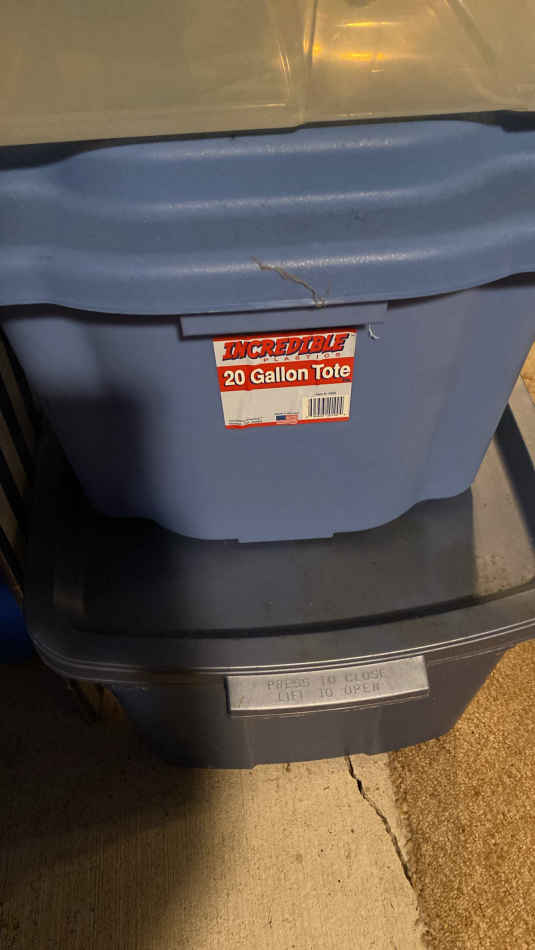 INCREDIBLE
PLASTICS
20 Gallon Tote
PRESS TO CLOSE
LIFT TO OPEN